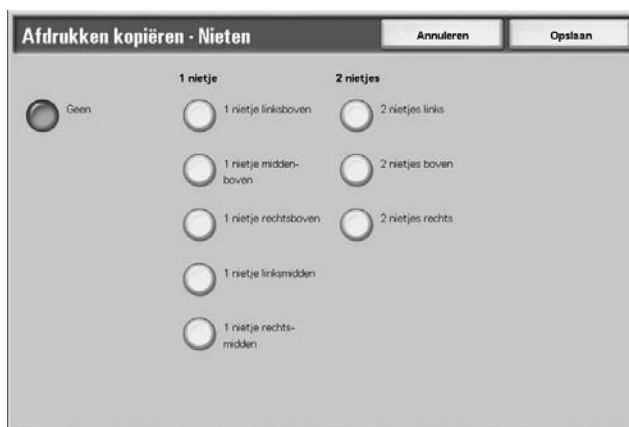 Afdrukken kopiëren - Nieten
Annuleren
Opslaan
1 nietje
2 nietjes
Geen
1 nietje linksboven
2 nietjes links
1 nietje midden-
boven
2 nietjes boven
1 nietje rechtsboven
2 nietjes rechts
1 nietje linksmidden
1 nietje rechts-
midden